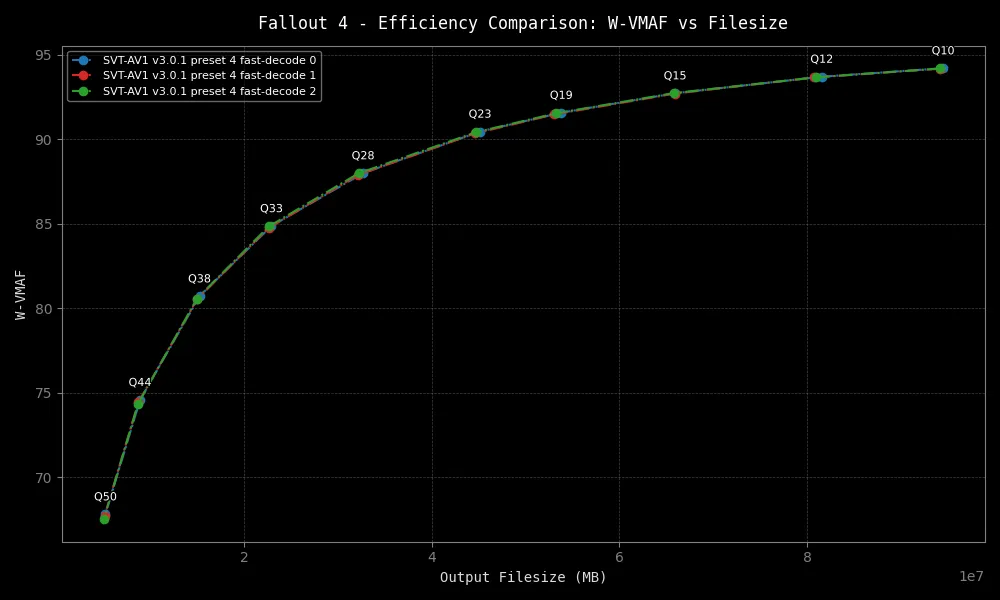 Fallout 4 - Efficiency Comparison: W-VMAF vs Filesize
SVT-AV1 v3.0.1 preset 4 fast-decode 0
SVT-AV1 v3.0.1 preset 4 fast-decode 1
SVT-AV1 v3.0.1 preset 4 fast-decode 2
95
90
85
80
75
70
W-VMAF
Q50
Q44
Q38
Q33
Q28
Q23
Q19
Q15
Q12
Q10
2
4
6
8
1e7
Output Filesize (MB)